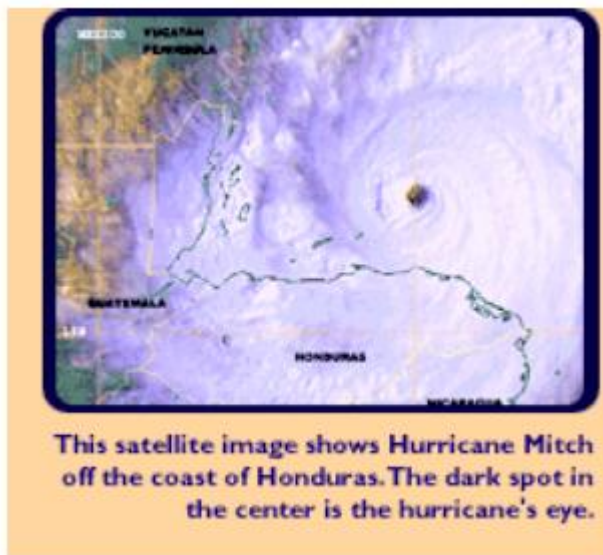 YUCATAN
PENINSULA
GUATEMALA
HONDURAS
NICARAGUA
This satellite image shows Hurricane Mitch
off the coast of Honduras. The dark spot in
the center is the hurricane's eye.